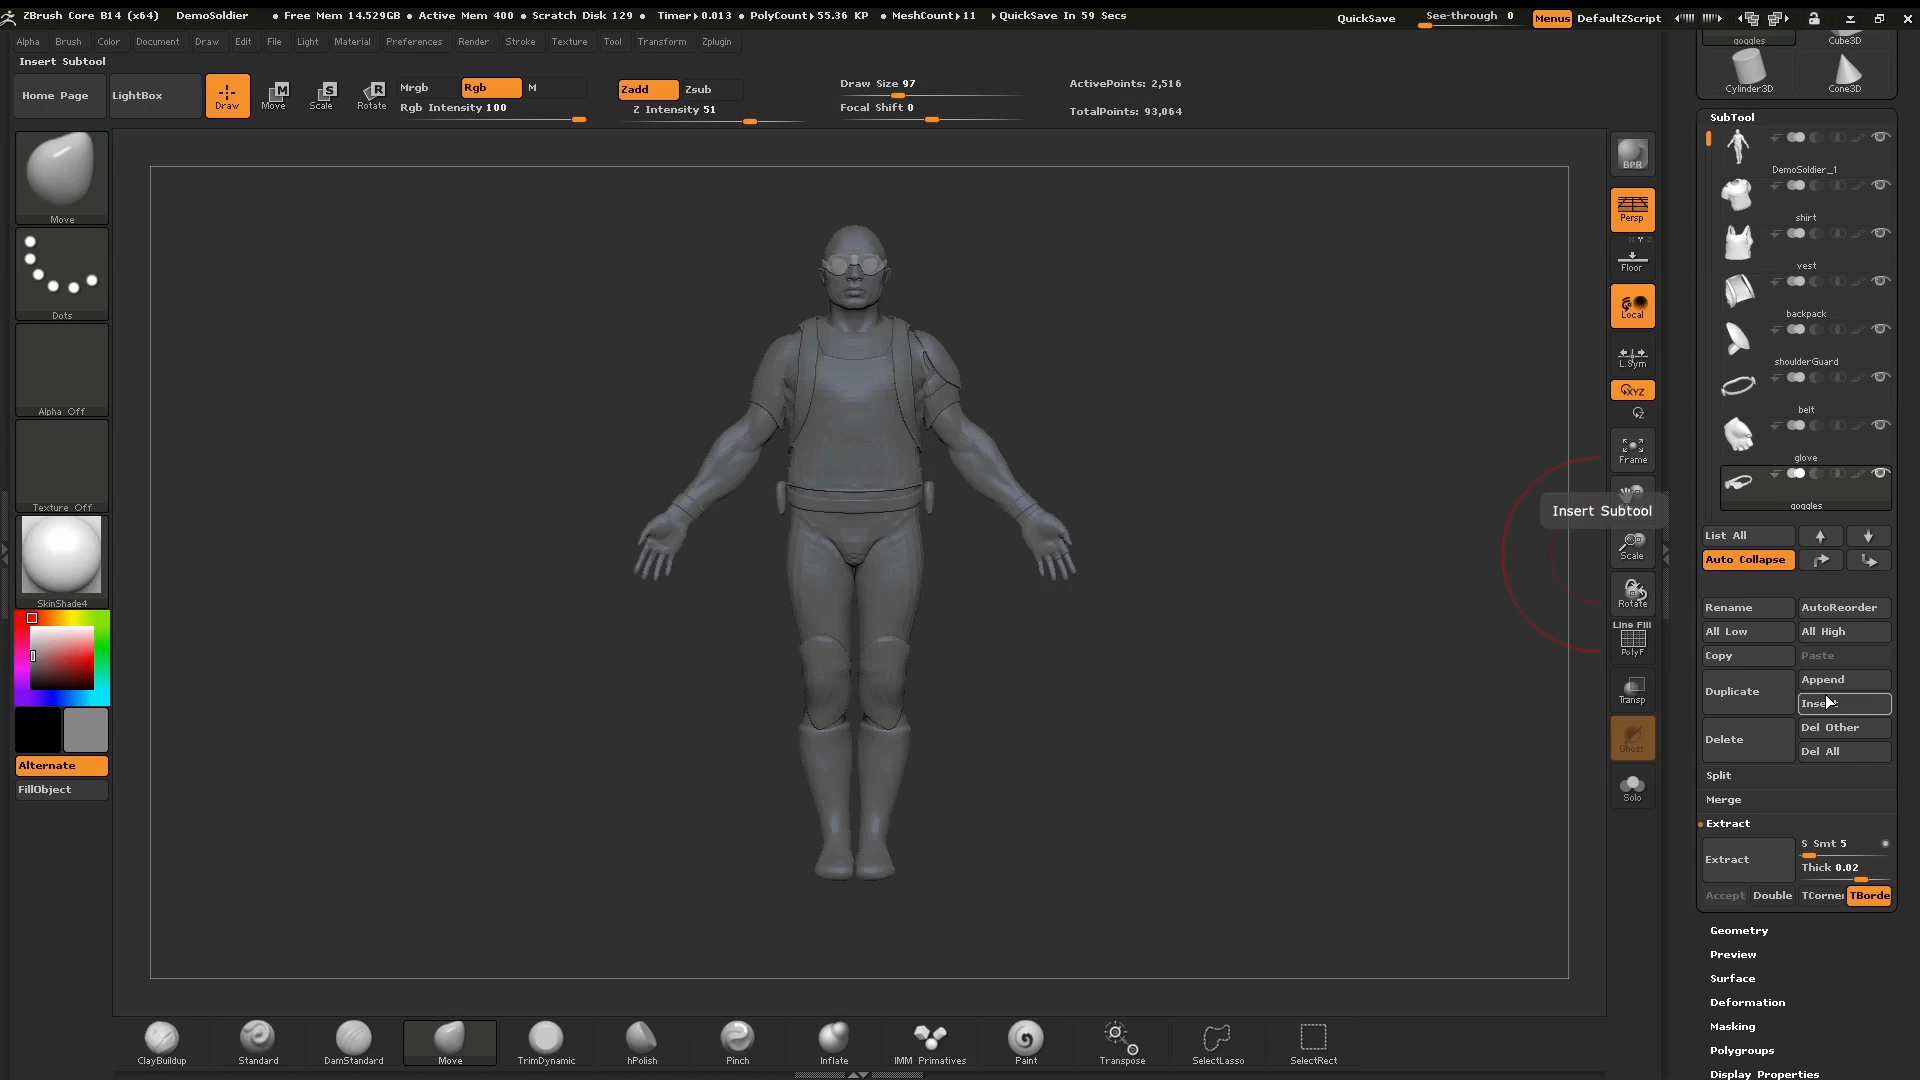 ZBrush Core B14 (x64) DemoSoldier • Free Mem 14.529GB • Active Mem 400 • Scratch Disk 129 • Timer▸0.013 • PolyCount▸55.36 KP • MeshCount▸11 ▸QuickSave In 59 Secs QuickSave See-through 0 Menus DefaultZScript
Alpha Brush Color Document Draw Edit File Light Material Preferences Render Stroke Texture Tool Transform Zplugin
Insert Subtool
Home Page LightBox Draw Move Scale Rotate
M S R
Mrgb Rgb M
Rgb Intensity 100
Zadd Zsub
Z Intensity 51
Draw Size 97
Focal Shift 0
ActivePoints: 2,516
TotalPoints: 93,064
Move
Dots
Alpha Off
Texture Off
SkinShade4
Alternate
FillObject
BPR
Persp
Floor
Local
L.Sym
XYZ
Z
Frame
Insert Subtool
Scale
Rotate
Line Fill
PolyF
Transp
Ghost
Solo
goggles Cube3D
Cylinder3D Cone3D
SubTool
DemoSoldier_1
shirt
vest
backpack
shoulderGuard
belt
glove
goggles
List All
Auto Collapse
Rename AutoReorder
All Low All High
Copy Paste
Duplicate Append
Del Other
Delete Del All
Split
Merge
Extract
Extract S Smt 5
Thick 0.02
Accept Double TCorner TBorde
Geometry
Preview
Surface
Deformation
Masking
Polygroups
Display Properties
ClayBuildup Standard DamStandard Move TrimDynamic hPolish Pinch Inflate IMM Primatives Paint Transpose SelectLasso SelectRect